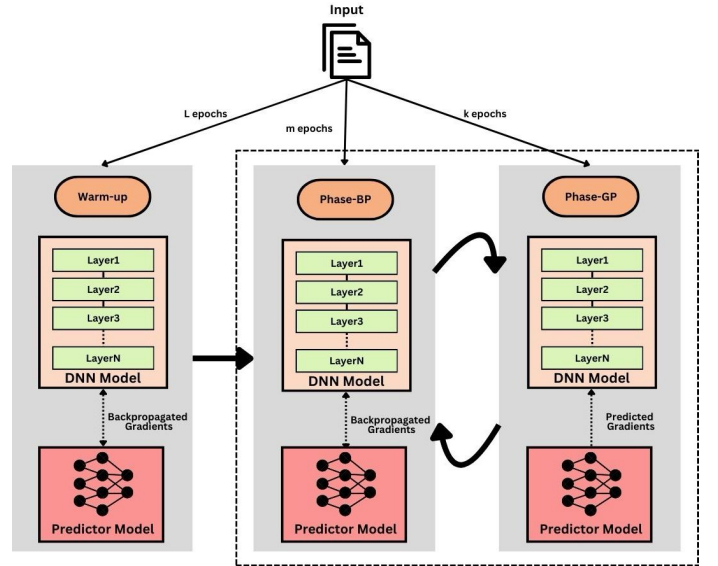 Input
L epochs
m epochs
k epochs
Warm-up
Layer1
Layer2
Layer3
LayerN
DNN Model
Backpropagated
Gradients
Predictor Model
Phase-BP
Layer1
Layer2
Layer3
LayerN
DNN Model
Backpropagated
Gradients
Predictor Model
Phase-GP
Layer1
Layer2
Layer3
LayerN
DNN Model
Predicted
Gradients
Predictor Model